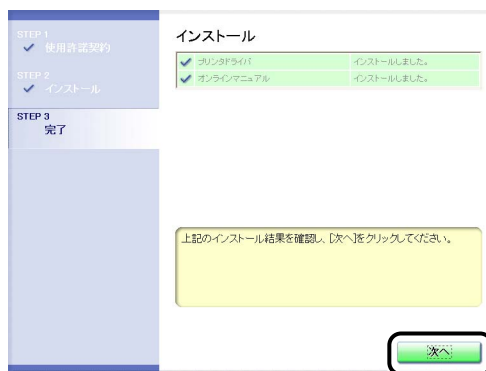 STEP 1
使用許諾契約
STEP 2
インストール
STEP 3
完了
インストール
プリンタドライバ インストールしました。
オンラインマニュアル インストールしました。
上記のインストール結果を確認し、[次へ]をクリックしてください。
次へ